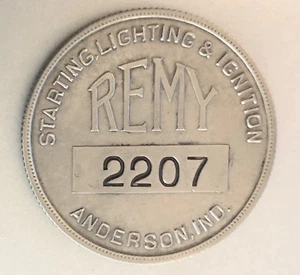 STARTING, LIGHTING & IGNITION
REMY
2207
ANDERSON, IND.